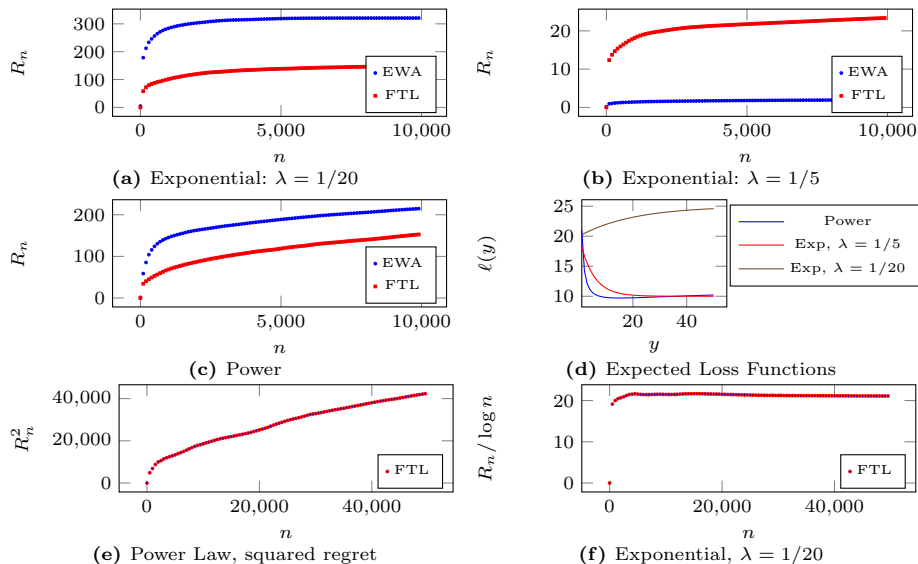 300
200
100
0
R_n
EWA
FTL
0
5,000
10,000
n
(a) Exponential: λ = 1/20
20
10
0
R_n
EWA
FTL
0
5,000
10,000
n
(b) Exponential: λ = 1/5
200
100
0
R_n
EWA
FTL
0
5,000
10,000
n
(c) Power
25
20
15
10
ℓ(y)
Power
Exp, λ = 1/5
Exp, λ = 1/20
20
40
y
(d) Expected Loss Functions
40,000
20,000
0
R_n^2
FTL
0
20,000
40,000
n
(e) Power Law, squared regret
20
10
0
R_n/ log n
FTL
0
20,000
40,000
n
(f) Exponential, λ = 1/20